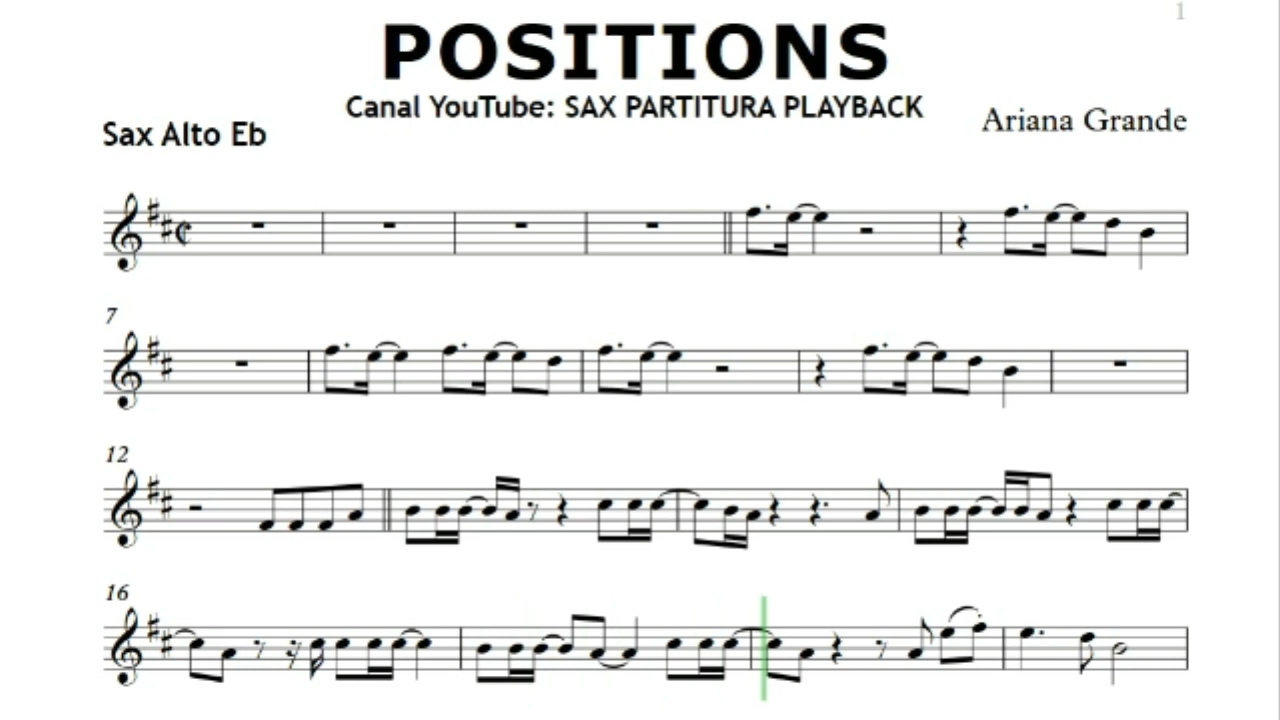 1
POSITIONS
Canal YouTube: SAX PARTITURA PLAYBACK
Sax Alto Eb
Ariana Grande
7
12
16